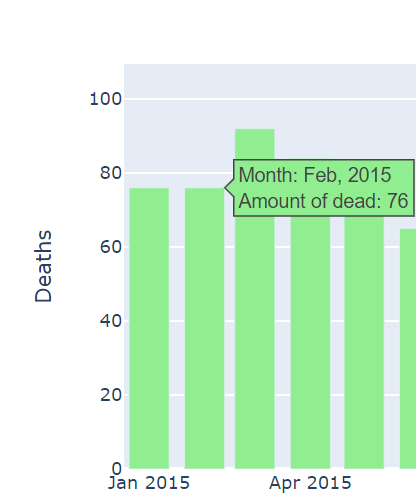 100
80
Month: Feb, 2015
Amount of dead: 76
60
Deaths
40
20
0
Jan 2015
Apr 2015